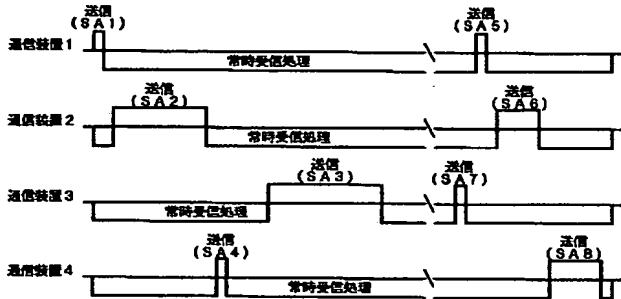 送信
(SA1)
送信
(SA5)
通信装置1
常時受信処理
送信
(SA2)
送信
(SA6)
通信装置2
常時受信処理
送信
(SA3)
送信
(SA7)
通信装置3
常時受信処理
送信
(SA4)
送信
(SA8)
通信装置4
常時受信処理